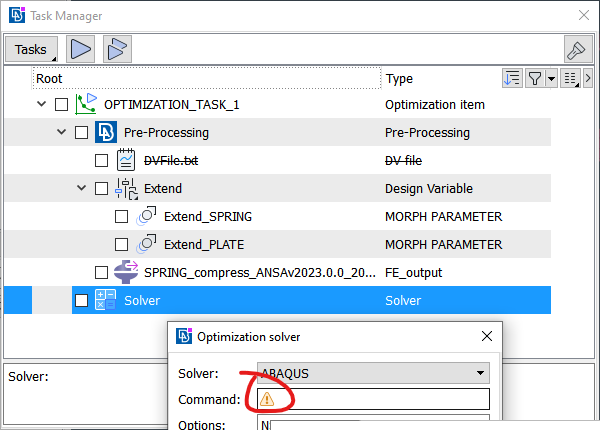 Task Manager
Tasks
Root Type
OPTIMIZATION_TASK_1 Optimization item
Pre-Processing Pre-Processing
DVFile.txt DV file
Extend Design Variable
Extend_SPRING MORPH PARAMETER
Extend_PLATE MORPH PARAMETER
SPRING_compress_ANSAv2023.0.0_20... FE_output
Solver Solver
Optimization solver
Solver: Solver: ABAQUS
Command:
Options: